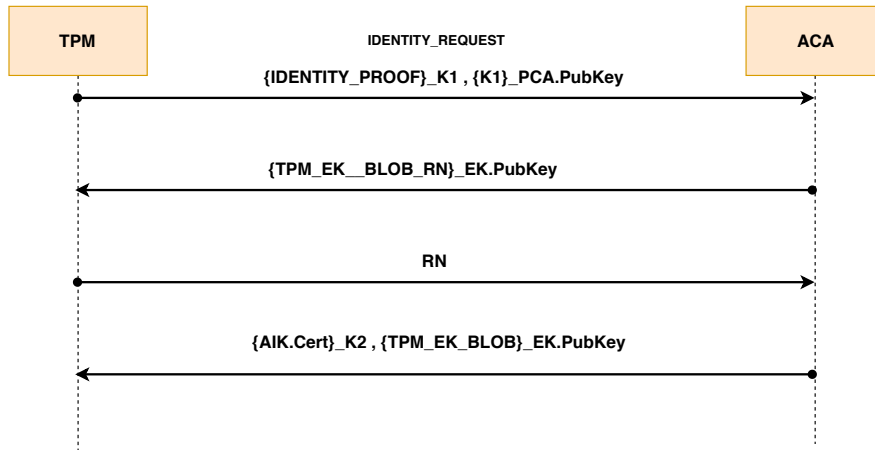 TPM
IDENTITY_REQUEST
ACA
{IDENTITY_PROOF}_K1 , {K1}_PCA.PubKey
{TPM_EK__BLOB_RN}_EK.PubKey
RN
{AIK.Cert}_K2 , {TPM_EK_BLOB}_EK.PubKey